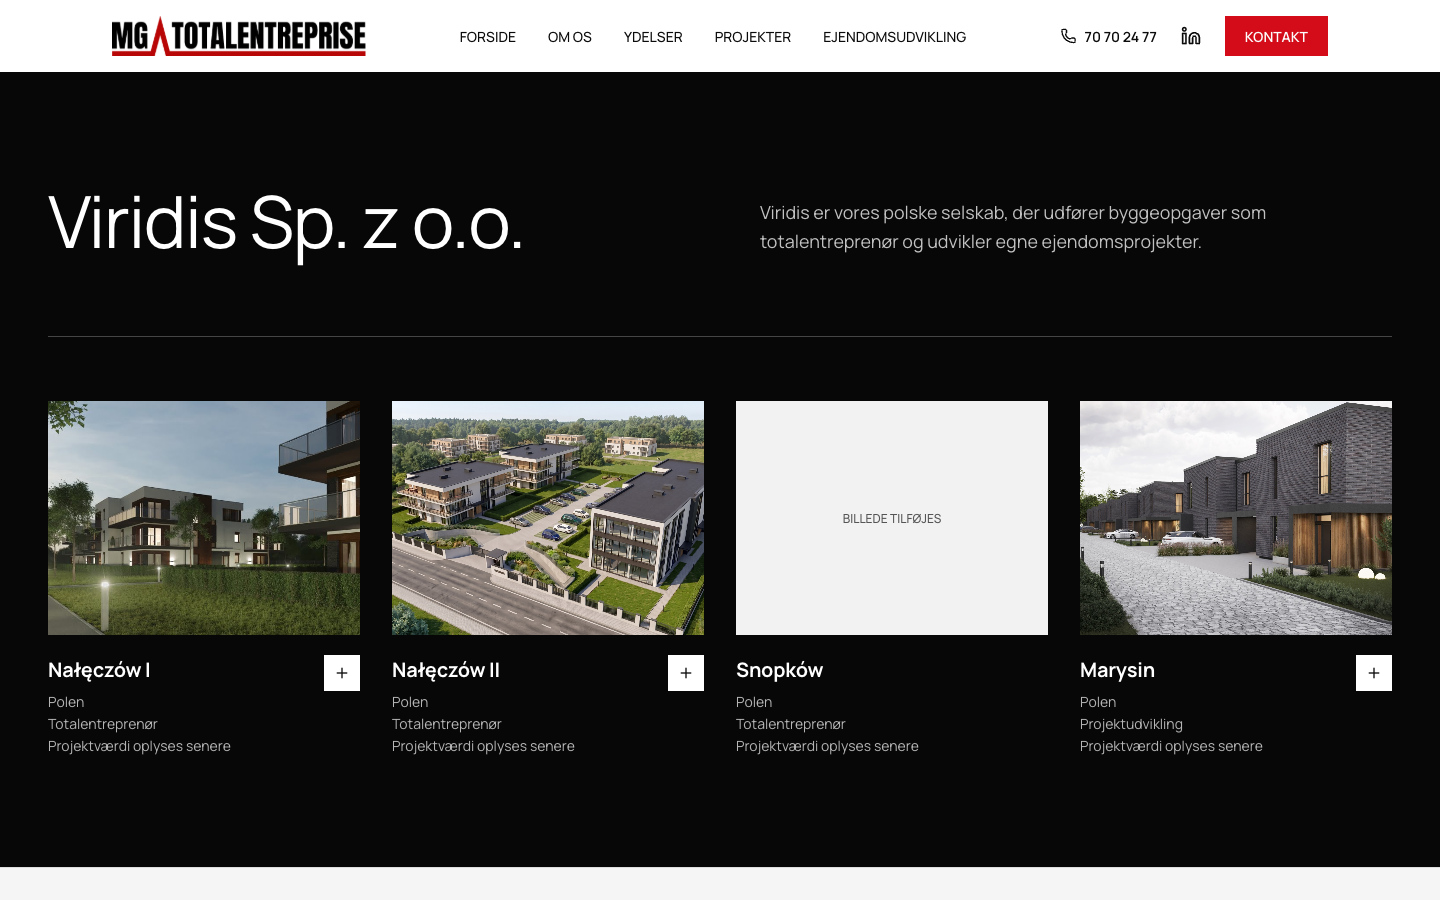 MG TOTALENTREPRISE
FORSIDE
OM OS
YDELSER
PROJEKTER
EJENDOMSUDVIKLING
70 70 24 77
KONTAKT
Viridis Sp. z o.o.
Viridis er vores polske selskab, der udfører byggeopgaver som
totalentreprenør og udvikler egne ejendomsprojekter.
BILLEDE TILFØJES
Nałęczów I
Polen
Totalentreprenør
Projektværdi oplyses senere
Nałęczów II
Polen
Totalentreprenør
Projektværdi oplyses senere
Snopków
Polen
Totalentreprenør
Projektværdi oplyses senere
Marysin
Polen
Projektudvikling
Projektværdi oplyses senere